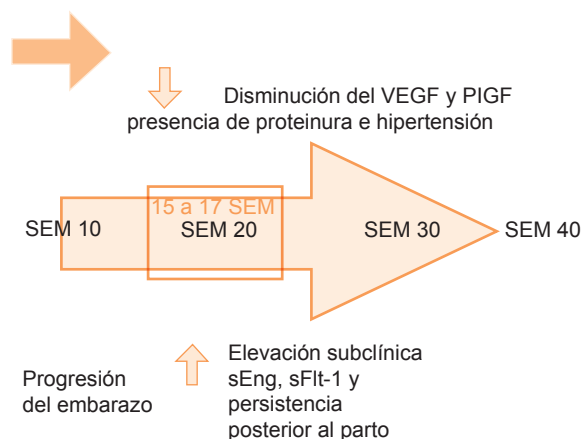 Disminución del VEGF y PIGF
presencia de proteinura e hipertensión
15 a 17 SEM
SEM 10
SEM 20
SEM 30
SEM 40
Progresión
del embarazo
Elevación subclínica
sEng, sFlt-1 y
persistencia
posterior al parto